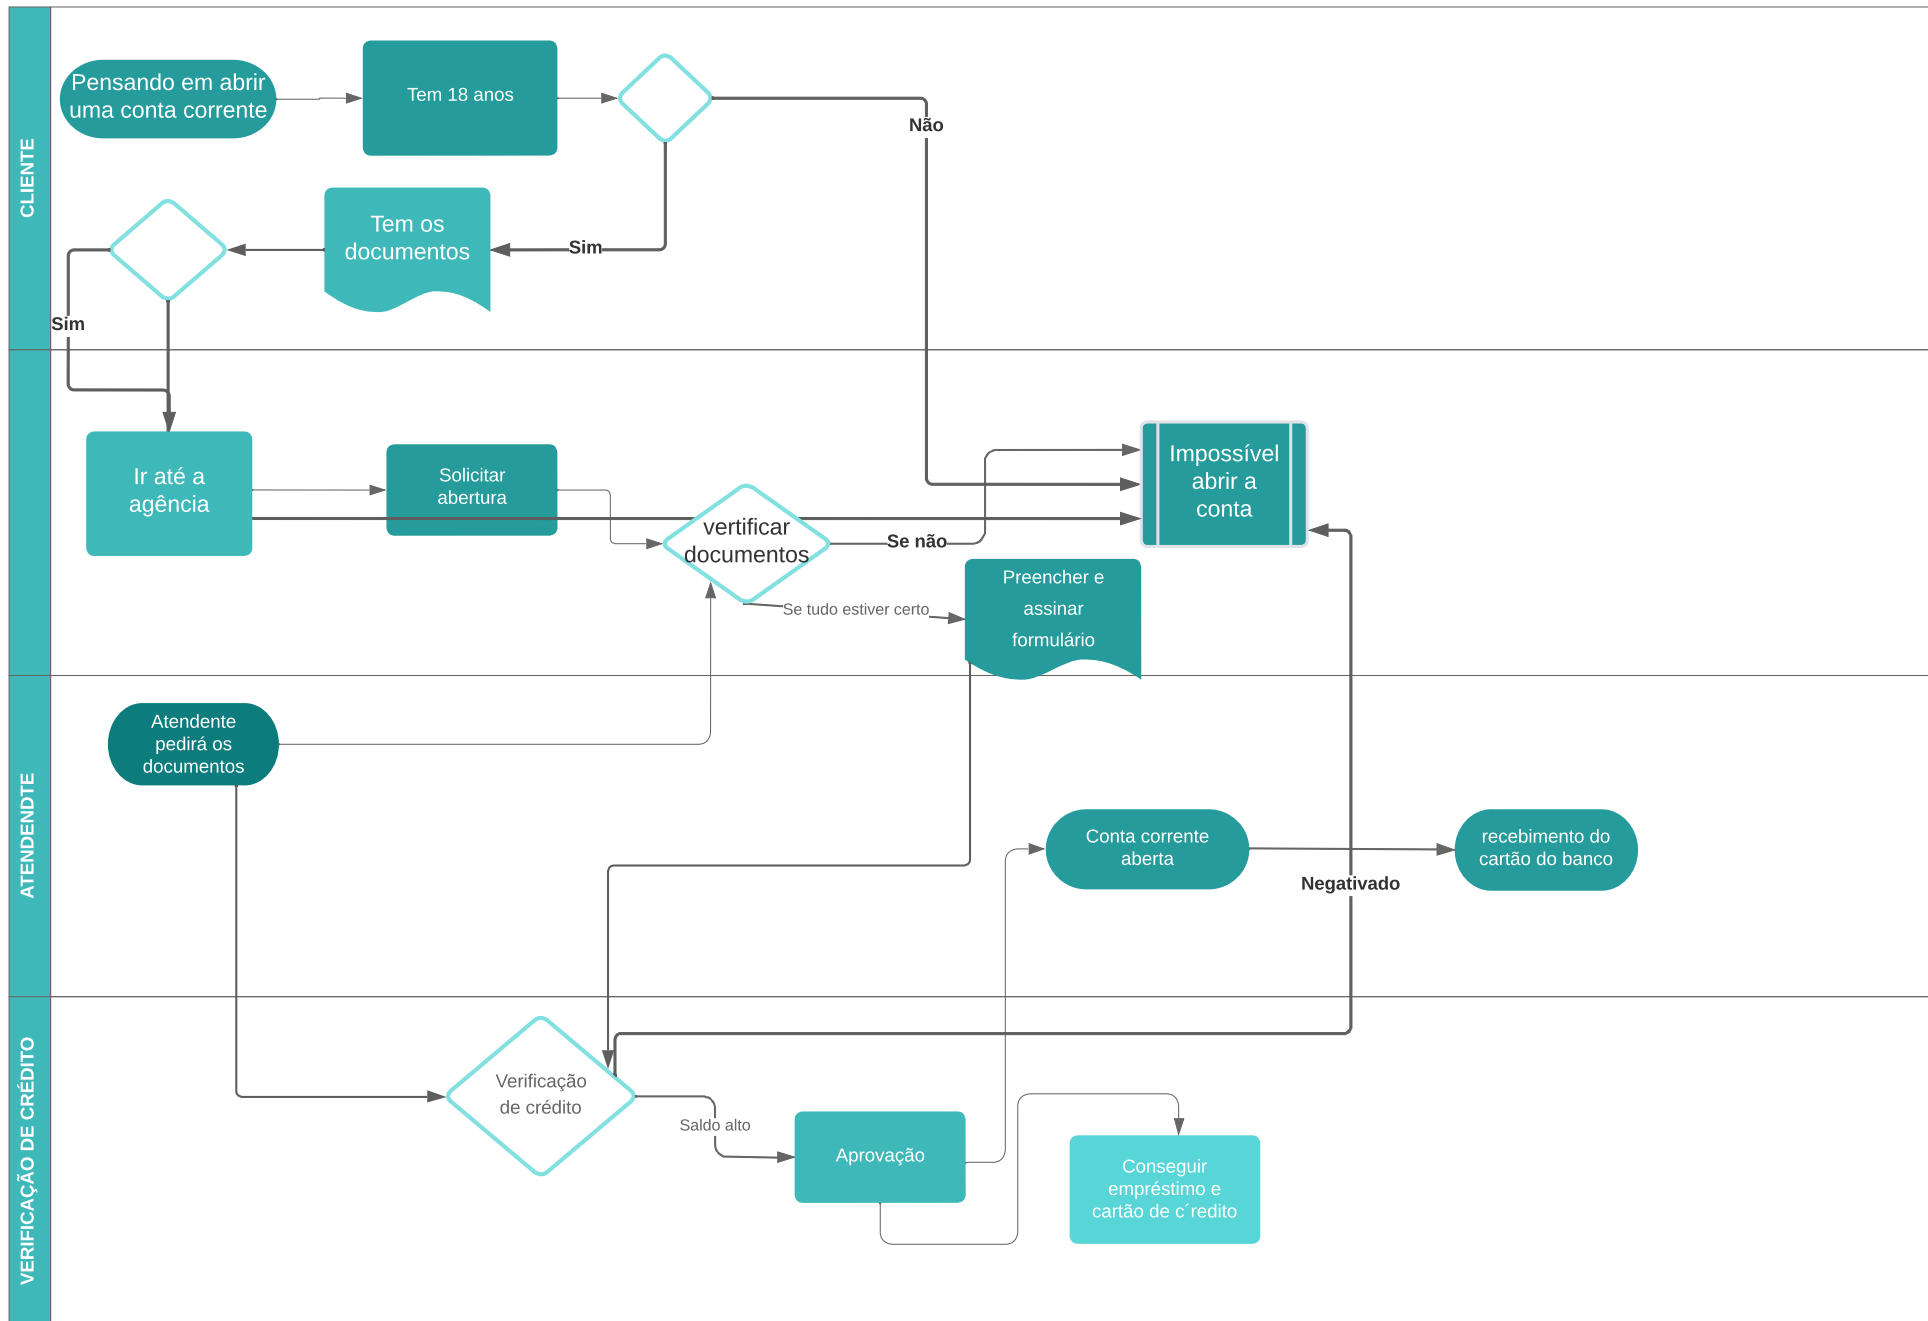 CLIENTE
Pensando em abrir
uma conta corrente
Tem 18 anos
Não
Tem os
documentos
Sim
Sim
Ir até a
agência
Solicitar
abertura
vertificar
documentos
Se não
Impossível
abrir a
conta
Se tudo estiver certo
Preencher e
assinar
formulário
ATENDENDTE
Atendente
pedirá os
documentos
Conta corrente
aberta
recebimento do
cartão do banco
Negativado
VERIFICAÇÃO DE CRÉDITO
Verificação
de crédito
Saldo alto
Aprovação
Conseguir
empréstimo e
cartão de c´redito